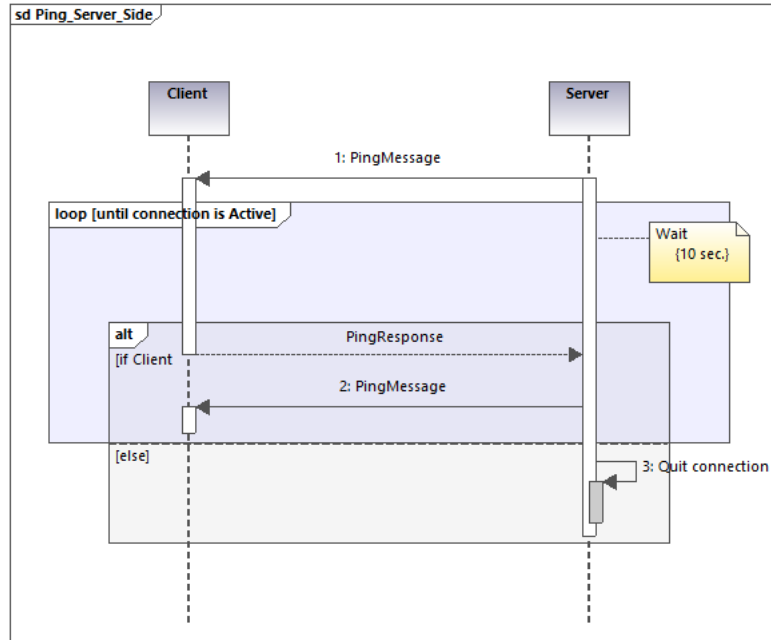 sd Ping_Server_Side
Client
Server
1: PingMessage
loop [until connection is Active]
Wait
{10 sec.}
alt
PingResponse
[if Client
2: PingMessage
[else]
3: Quit connection